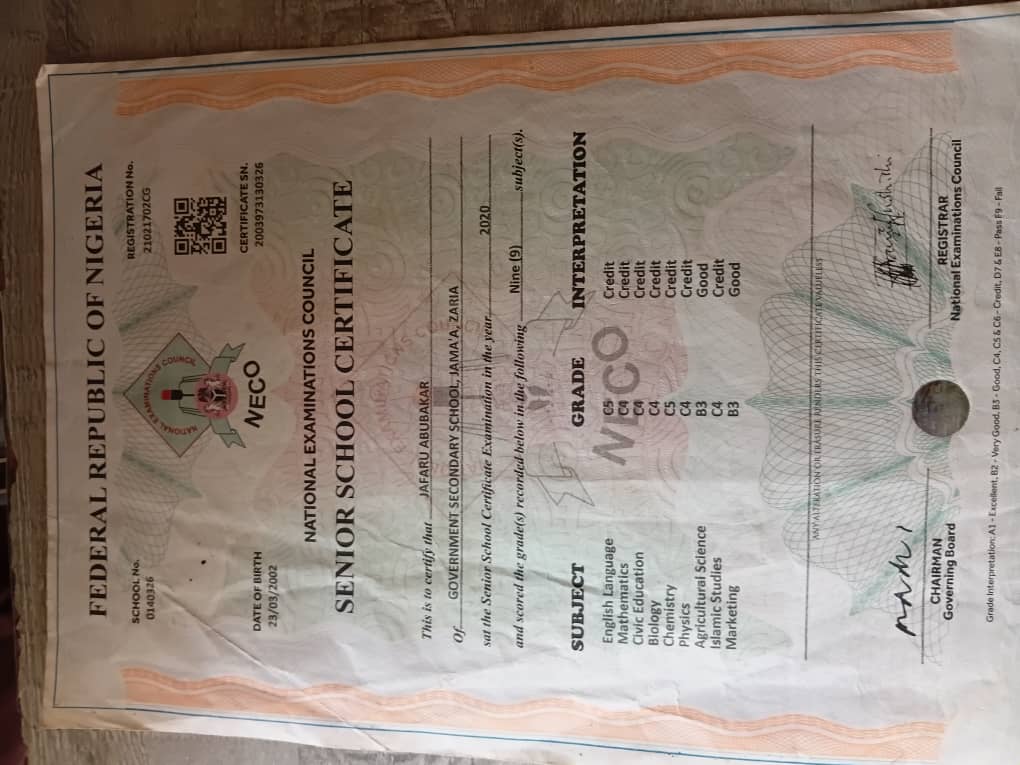 FEDERAL REPUBLIC OF NIGERIA
SCHOOL No.
0140326
REGISTRATION No.
21021702CG
NATIONAL EXAMINATIONS COUNCIL
NECO
DATE OF BIRTH
23/03/2002
CERTIFICATE SN.
2003973130326
NATIONAL EXAMINATIONS COUNCIL
SENIOR SCHOOL CERTIFICATE
This is to certify that JAFARU ABUBAKAR
Of GOVERNMENT SECONDARY SCHOOL, JAMA'A, ZARIA
sat the Senior School Certificate Examination in the year 2020
and scored the grade(s) recorded below in the following Nine (9) subject(s).
SUBJECT GRADE INTERPRETATION
English Language C5 Credit
Mathematics C4 Credit
Civic Education C4 Credit
Biology C4 Credit
Chemistry C5 Credit
Physics C4 Credit
Agricultural Science B3 Good
Islamic Studies C4 Credit
Marketing B3 Good
NECO
ANY ALTERATION OR ERASURE RENDERS THIS CERTIFICATE VALUELESS
CHAIRMAN
Governing Board
REGISTRAR
National Examinations Council
Grade Interpretation: A1 - Excellent, B2 - Very Good, B3 - Good, C4, C5 & C6 - Credit, D7 & E8 - Pass F9 - Fail